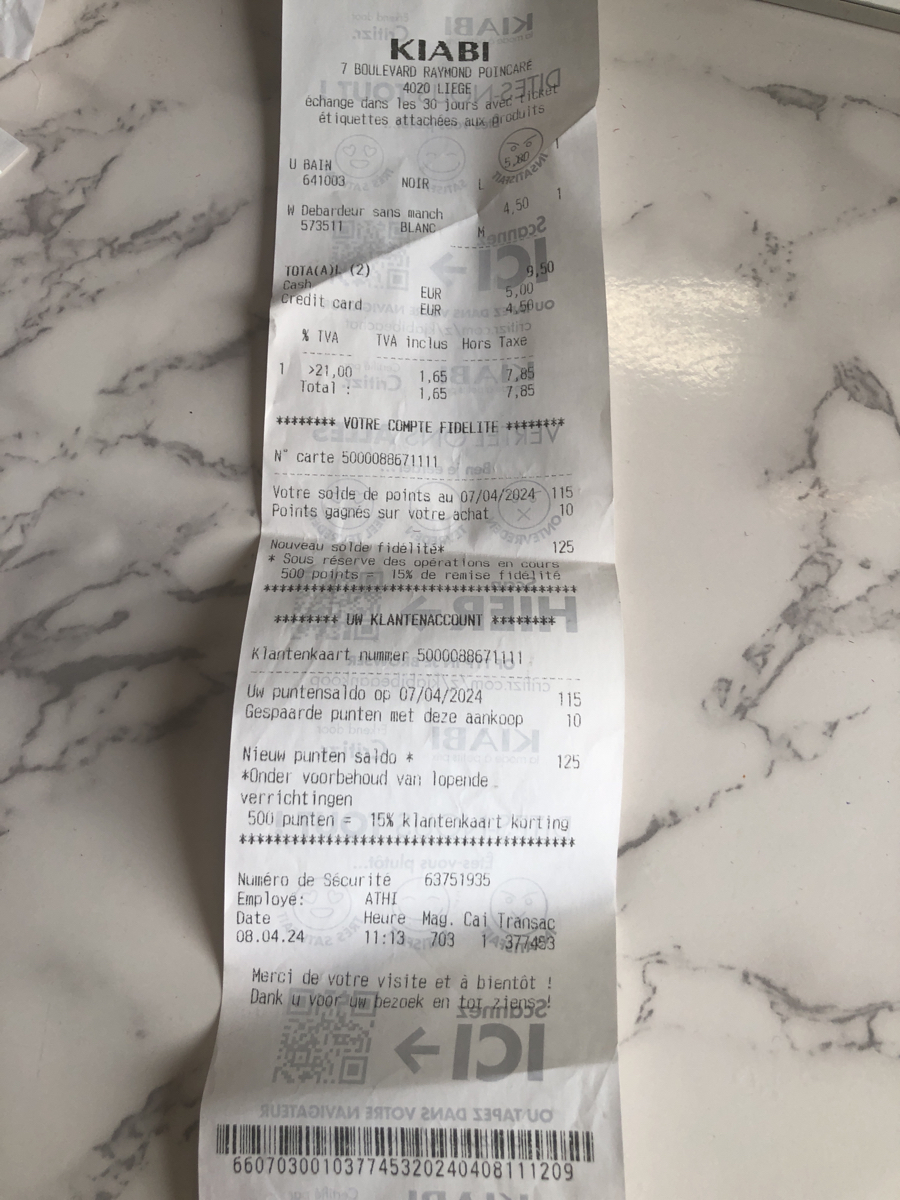 KIABI
7 BOULEVARD RAYMOND POINCARE
4020 LIEGE
échange dans les 30 jours avec ticket
étiquettes attachées aux produits
U BAIN 5,00 1
641003 NOIR L
W Debardeur sans manch 4,50 1
573511 BLANC M
TOTA(A)L (2) 9,50
Cash EUR 5,00
Credit card EUR 4,50
% TVA TVA inclus Hors Taxe
1 >21,00 1,65 7,85
Total : 1,65 7,85
******** VOTRE COMPTE FIDELITE ********
N° carte 5000088671111
Votre solde de points au 07/04/2024 115
Points gagnés sur votre achat 10
Nouveau solde fidélité* 125
* Sous réserve des opérations en cours
500 points = 15% de remise fidélité
****************************************
******** UW KLANTENACCOUNT ********
Klantenkaart nummer 5000088671111
Uw puntensaldo op 07/04/2024 115
Gespaarde punten met deze aankoop 10
Nieuw punten saldo * 125
*Onder voorbehoud van lopende
verrichtingen
500 punten = 15% klantenkaart korting
****************************************
Numéro de Sécurité 63751935
Employe: ATHI
Date Heure Mag. Cai Transac
08.04.24 11:13 703 1 377453
Merci de votre visite et à bientôt !
Dank u voor uw bezoek en tot ziens !
660703001037745320240408111209